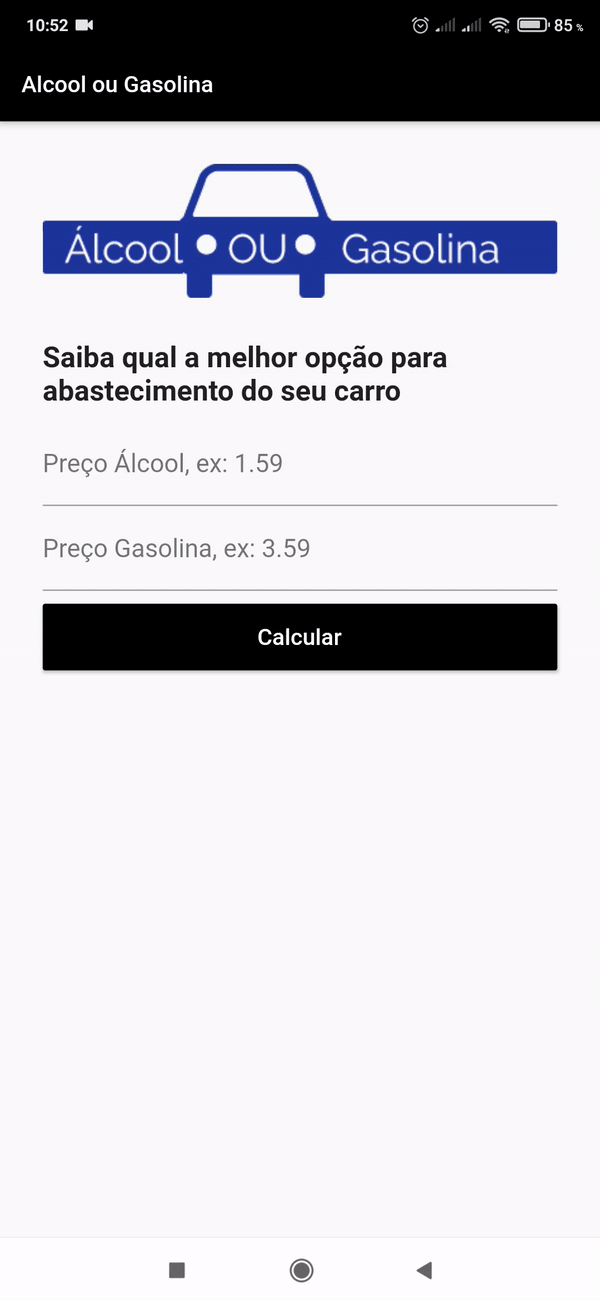 10:52
85 %
Alcool ou Gasolina
Álcool OU Gasolina
Saiba qual a melhor opção para
abastecimento do seu carro
Preço Álcool, ex: 1.59
Preço Gasolina, ex: 3.59
Calcular